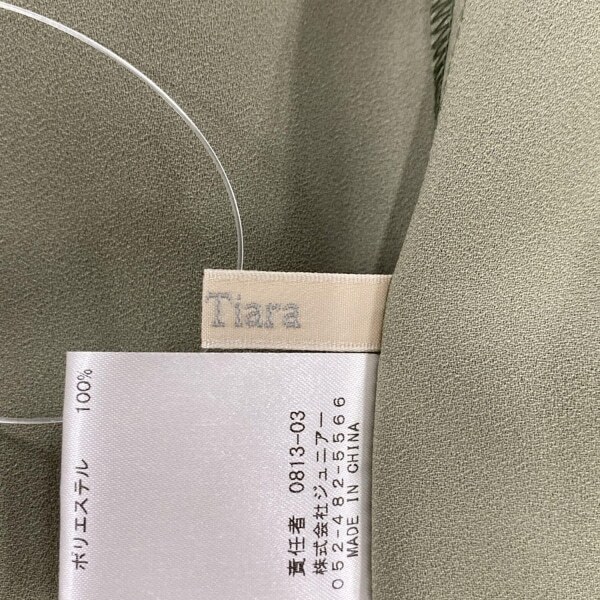 Tiara
ポリエステル 100%
責任者 0813-03
株式会社ジュニアー
052-482-5566
MADE IN CHINA